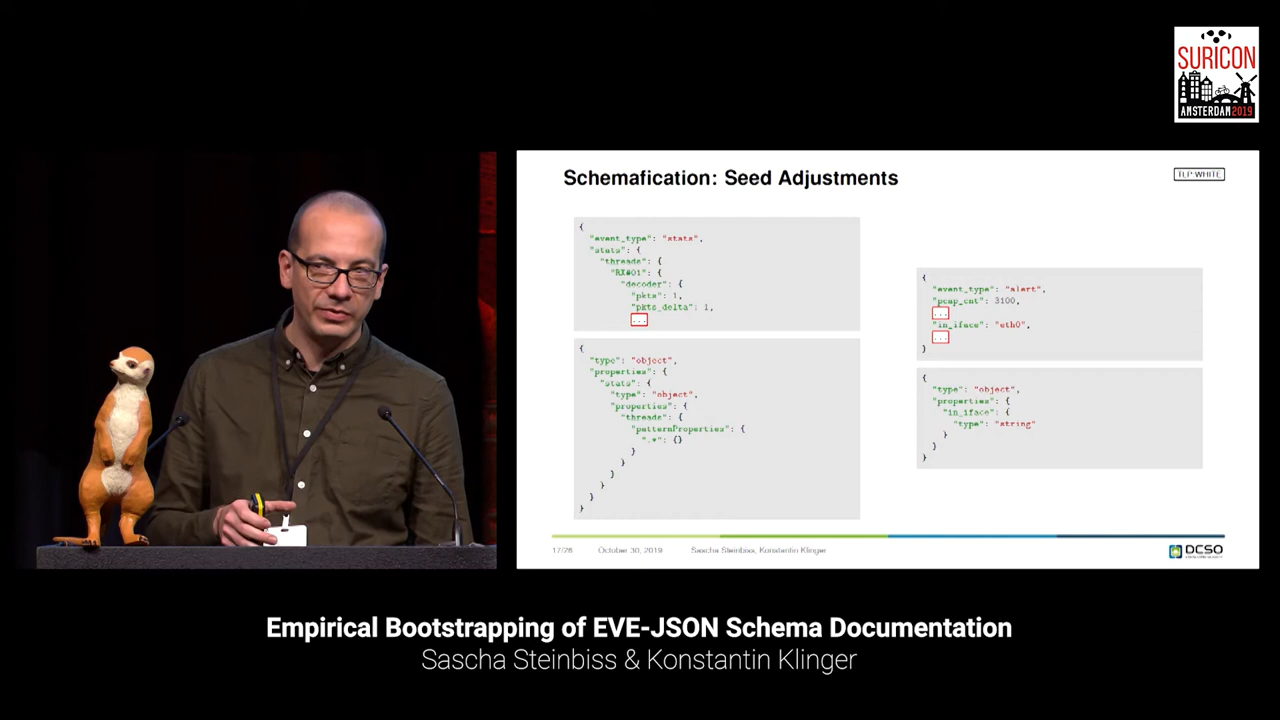 SURICON
AMSTERDAM 2019
Schemafication: Seed Adjustments
TLP:WHITE
{
"event_type": "stats",
"stats": {
"threads": {
"RX#01": {
"decoder": {
"pkts": 1,
"pkts_delta": 1,
...
{
"type": "object",
"properties": {
"stats": {
"type": "object",
"properties": {
"threads": {
"patternProperties": {
".*": {}
}
}
}
}
}
}
{
"event_type": "alert",
"pcap_cnt": 3100,
...
"in_iface": "eth0",
...
}
{
"type": "object",
"properties": {
"in_iface": {
"type": "string"
}
}
}
17/26 October 30, 2019 Sascha Steinbiss, Konstantin Klinger
DCSO
Empirical Bootstrapping of EVE-JSON Schema Documentation
Sascha Steinbiss & Konstantin Klinger